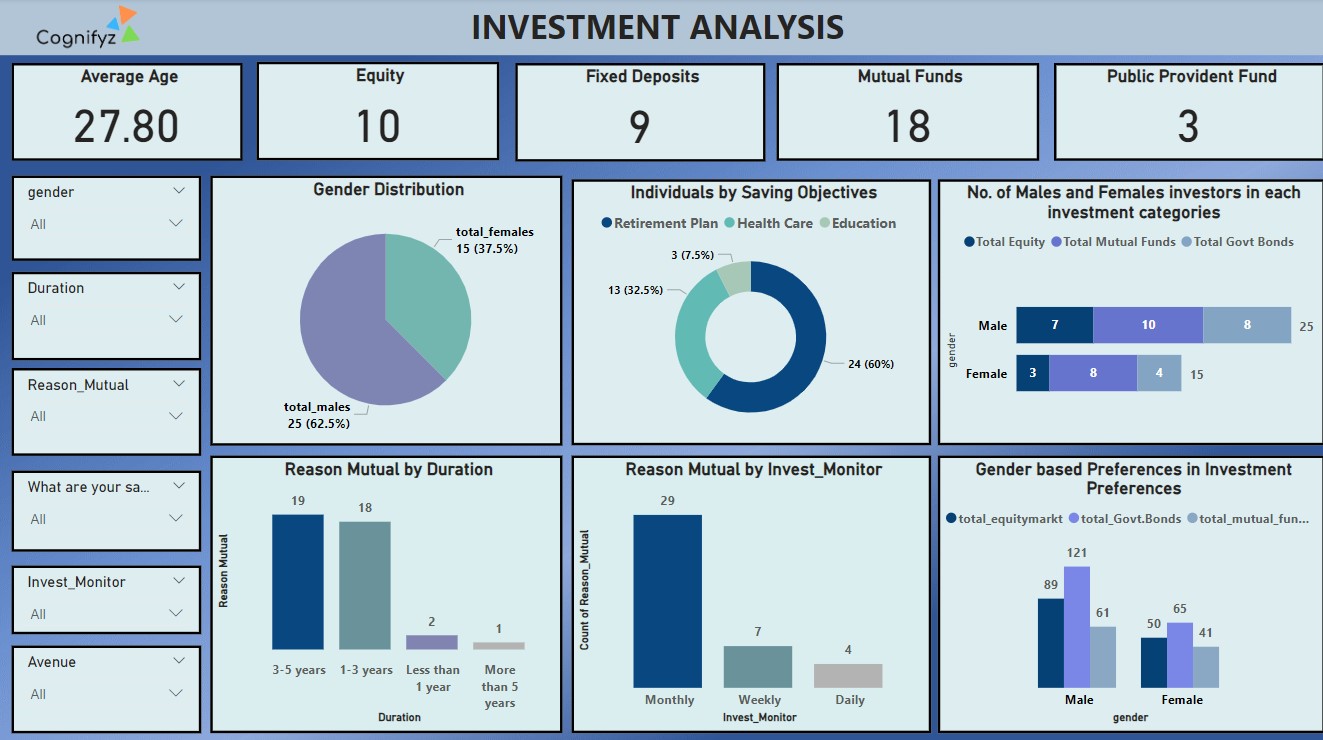 Cognifyz
INVESTMENT ANALYSIS
Average Age
27.80
Equity
10
Fixed Deposits
9
Mutual Funds
18
Public Provident Fund
3
gender
All
Duration
All
Reason_Mutual
All
What are your sa...
All
Invest_Monitor
All
Avenue
All
Gender Distribution
total_females
15 (37.5%)
total_males
25 (62.5%)
Individuals by Saving Objectives
Retirement Plan Health Care Education
3 (7.5%)
13 (32.5%)
24 (60%)
No. of Males and Females investors in each
investment categories
Total Equity Total Mutual Funds Total Govt Bonds
gender
Male 7 10 8 25
Female 3 8 4 15
Reason Mutual by Duration
Reason Mutual
19 18 2 1
3-5 years 1-3 years Less than More
1 year than 5
years
Duration
Reason Mutual by Invest_Monitor
Count of Reason_Mutual
29 7 4
Monthly Weekly Daily
Invest_Monitor
Gender based Preferences in Investment
Preferences
total_equitymarkt total_Govt.Bonds total_mutual_fun...
89 121 61 50 65 41
Male Female
gender